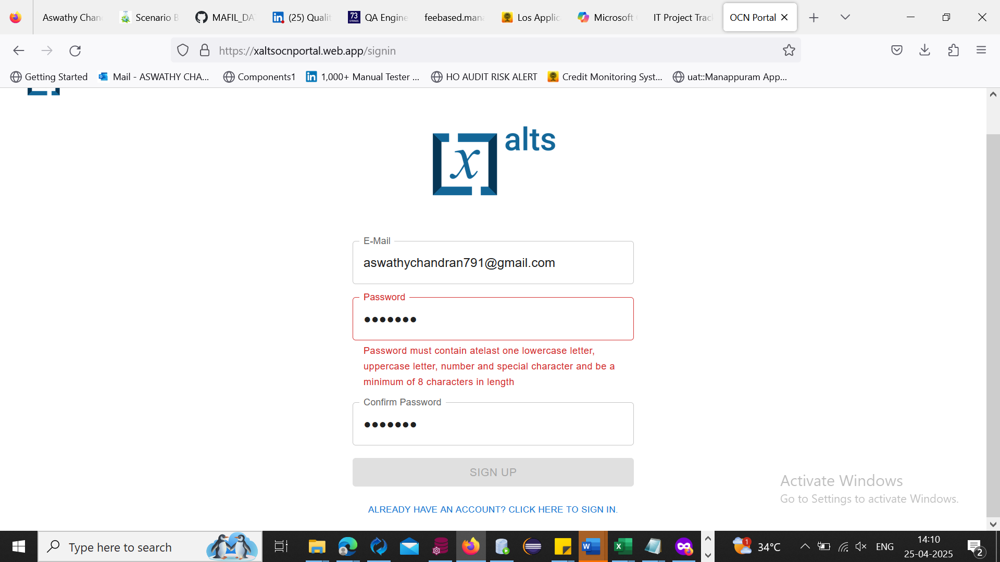 Aswathy Chan
Scenario B
MAFIL_DA
(25) Qualit
73 STRINGS
QA Engine
feebased.mana
Los Applic
Microsoft
IT Project Trac
OCN Portal
https://xaltsocnportal.web.app/signin
Getting Started
Mail - ASWATHY CHA...
Components1
1,000+ Manual Tester ...
HO AUDIT RISK ALERT
Credit Monitoring Syst...
uat::Manappuram App...
x alts
E-Mail
aswathychandran791@gmail.com
Password
●●●●●●●
Password must contain atelast one lowercase letter,
uppercase letter, number and special character and be a
minimum of 8 characters in length
Confirm Password
●●●●●●●
SIGN UP
ALREADY HAVE AN ACCOUNT? CLICK HERE TO SIGN IN.
Activate Windows
Go to Settings to activate Windows.
Type here to search
1
34°C
ENG
14:10
25-04-2025
2